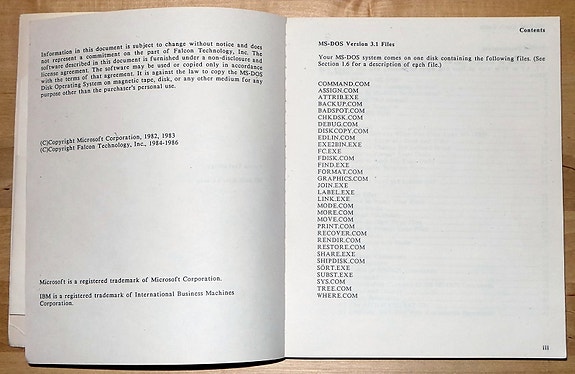 Information in this document is subject to change without notice and does
not represent a commitment on the part of Falcon Technology, Inc. The
software described in this document is furnished under a non-disclosure and
license agreement. The software may be used or copied only in accordance
with the terms of that agreement. It is against the law to copy the MS-DOS
Disk Operating System on magnetic tape, disk, or any other medium for any
purpose other than the purchaser's personal use.
(C)Copyright Microsoft Corporation, 1982, 1983
(C)Copyright Falcon Technology, Inc., 1984-1986
Microsoft is a registered trademark of Microsoft Corporation.
IBM is a registered trademark of International Business Machines
Corporation.
Contents
MS-DOS Version 3.1 Files
Your MS-DOS system comes on one disk containing the following files. (See
Section 1.6 for a description of each file.)
COMMAND.COM
ASSIGN.COM
ATTRIB.EXE
BACKUP.COM
BADSPOT.COM
CHKDSK.COM
DEBUG.COM
DISKCOPY.COM
EDLIN.COM
EXE2BIN.EXE
FC.EXE
FDISK.COM
FIND.EXE
FORMAT.COM
GRAPHICS.COM
JOIN.EXE
LABEL.EXE
LINK.EXE
MODE.COM
MORE.COM
MOVE.COM
PRINT.COM
RECOVER.COM
RENDIR.COM
RESTORE.COM
SHARE.EXE
SHIPDISK.COM
SORT.EXE
SUBST.EXE
SYS.COM
TREE.COM
WHERE.COM
iii